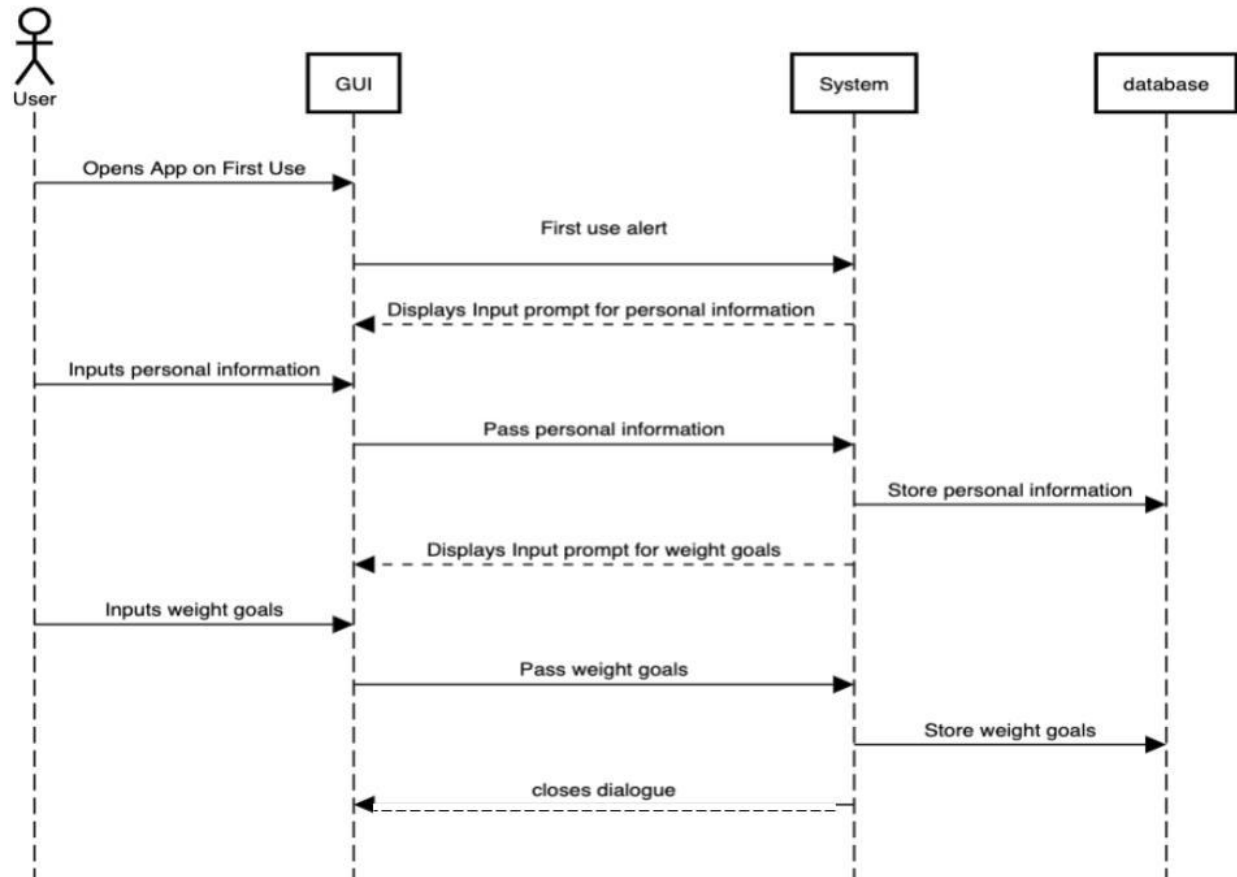 User
GUI
System
database
Opens App on First Use
First use alert
Displays Input prompt for personal information
Inputs personal information
Pass personal information
Store personal information
Displays Input prompt for weight goals
Inputs weight goals
Pass weight goals
Store weight goals
closes dialogue